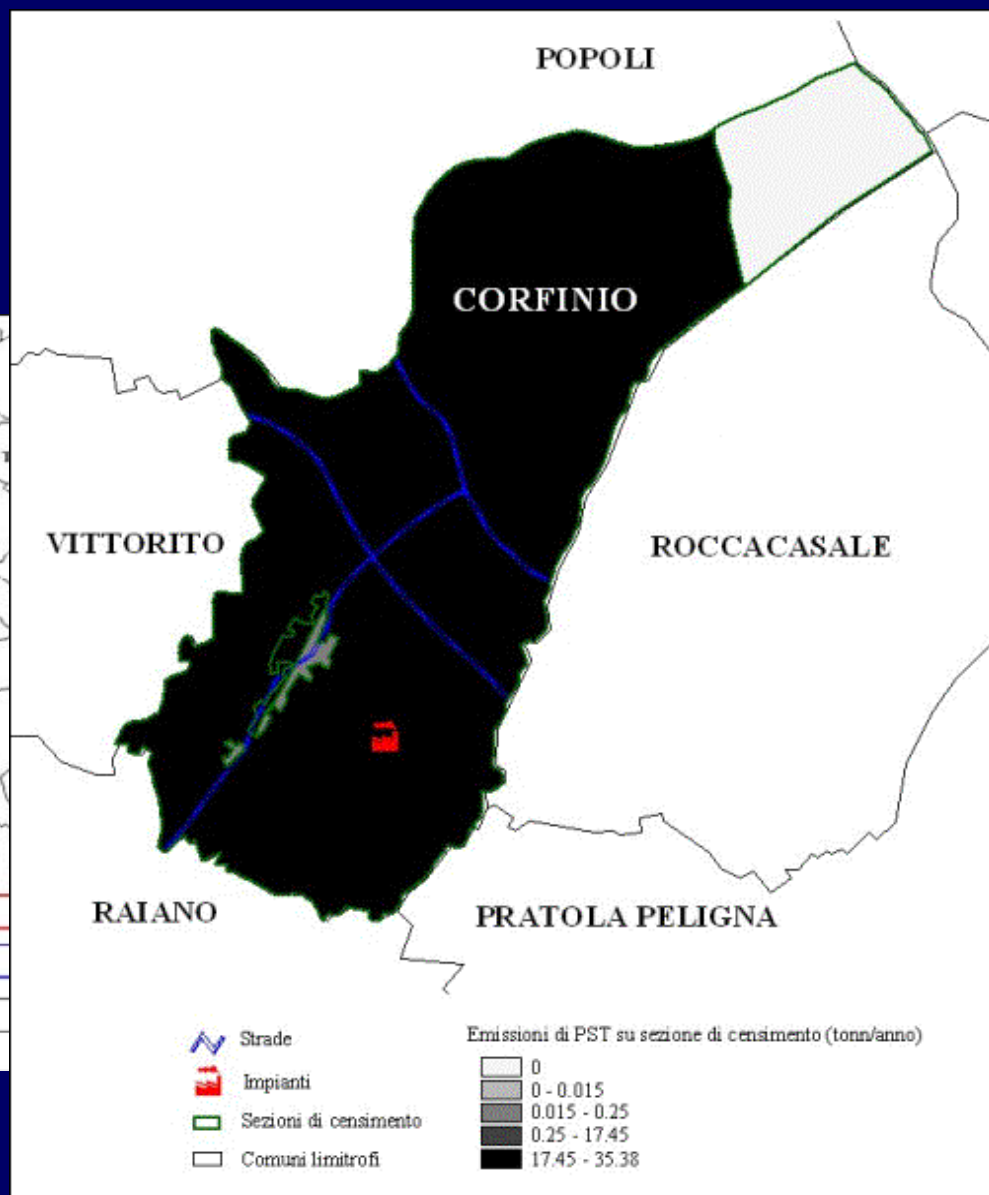 POPOLI
CORFINIO
VITTORITO
ROCCACASALE
RAIANO
PRATOLA PELIGNA
Strade
Impianti
Sezioni di censimento
Comuni limitrofi
Emissioni di PST su sezione di censimento (tonn/anno)
0
0 - 0.015
0.015 - 0.25
0.25 - 17.45
17.45 - 35.38